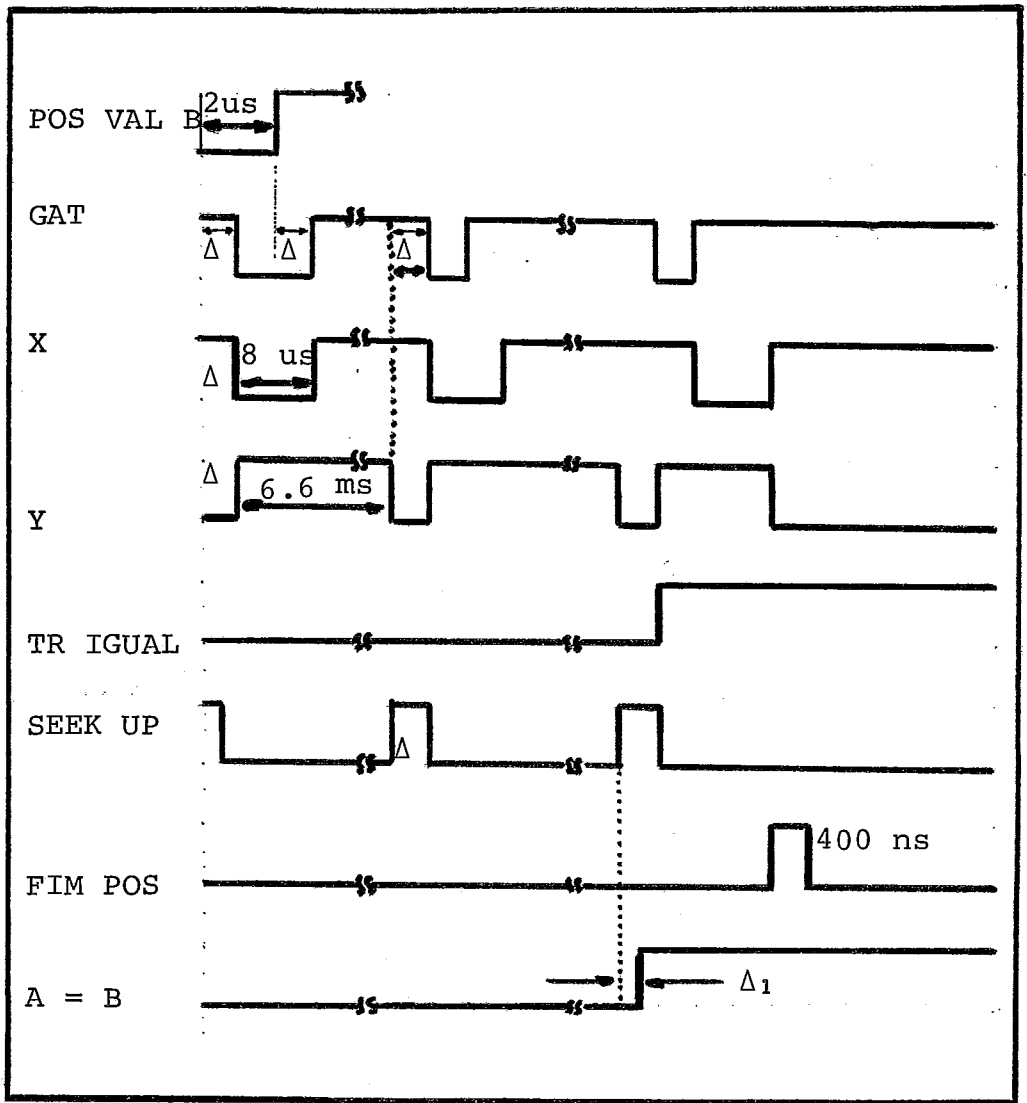 2us
POS VAL B
GAT
Δ Δ Δ
X
8 us
Δ
Δ
6.6 ms
Y
TR IGUAL
SEEK UP
Δ
400 ns
FIM POS
A = B
Δ1